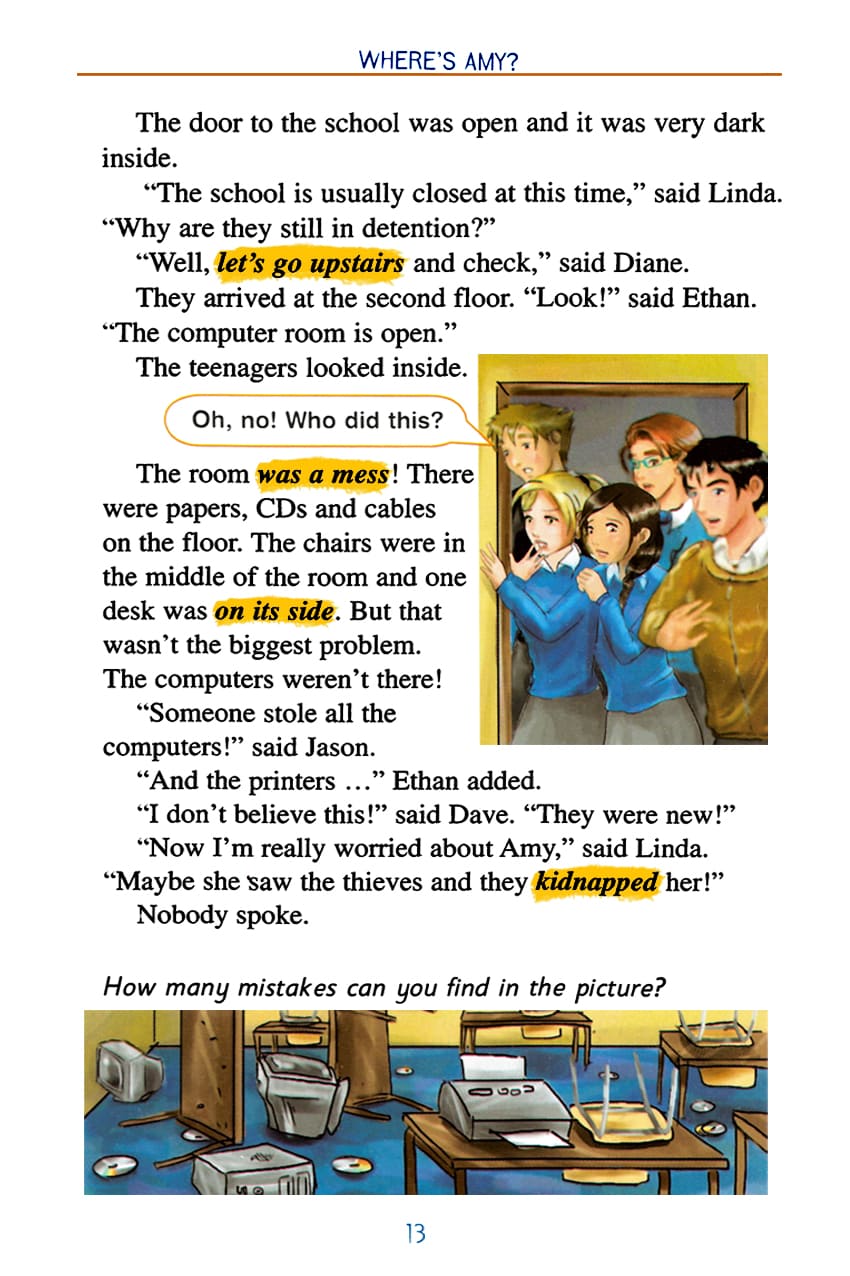 WHERE'S AMY?
The door to the school was open and it was very dark
inside.
“The school is usually closed at this time,” said Linda.
“Why are they still in detention?”
“Well, let’s go upstairs and check,” said Diane.
They arrived at the second floor. “Look!” said Ethan.
“The computer room is open.”
The teenagers looked inside.
Oh, no! Who did this?
The room was a mess! There
were papers, CDs and cables
on the floor. The chairs were in
the middle of the room and one
desk was on its side. But that
wasn’t the biggest problem.
The computers weren’t there!
“Someone stole all the
computers!” said Jason.
“And the printers …” Ethan added.
“I don’t believe this!” said Dave. “They were new!”
“Now I’m really worried about Amy,” said Linda.
“Maybe she saw the thieves and they kidnapped her!”
Nobody spoke.
How many mistakes can you find in the picture?
13